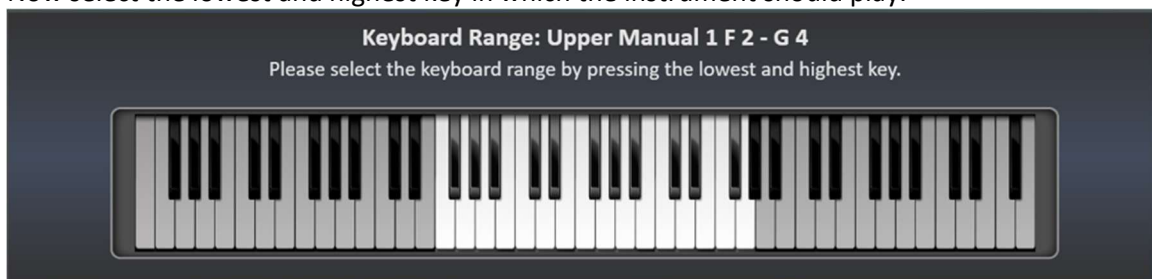 Now select the lowest and highest key in which the instrument should play.
Keyboard Range: Upper Manual 1 F 2 - G 4
Please select the keyboard range by pressing the lowest and highest key.